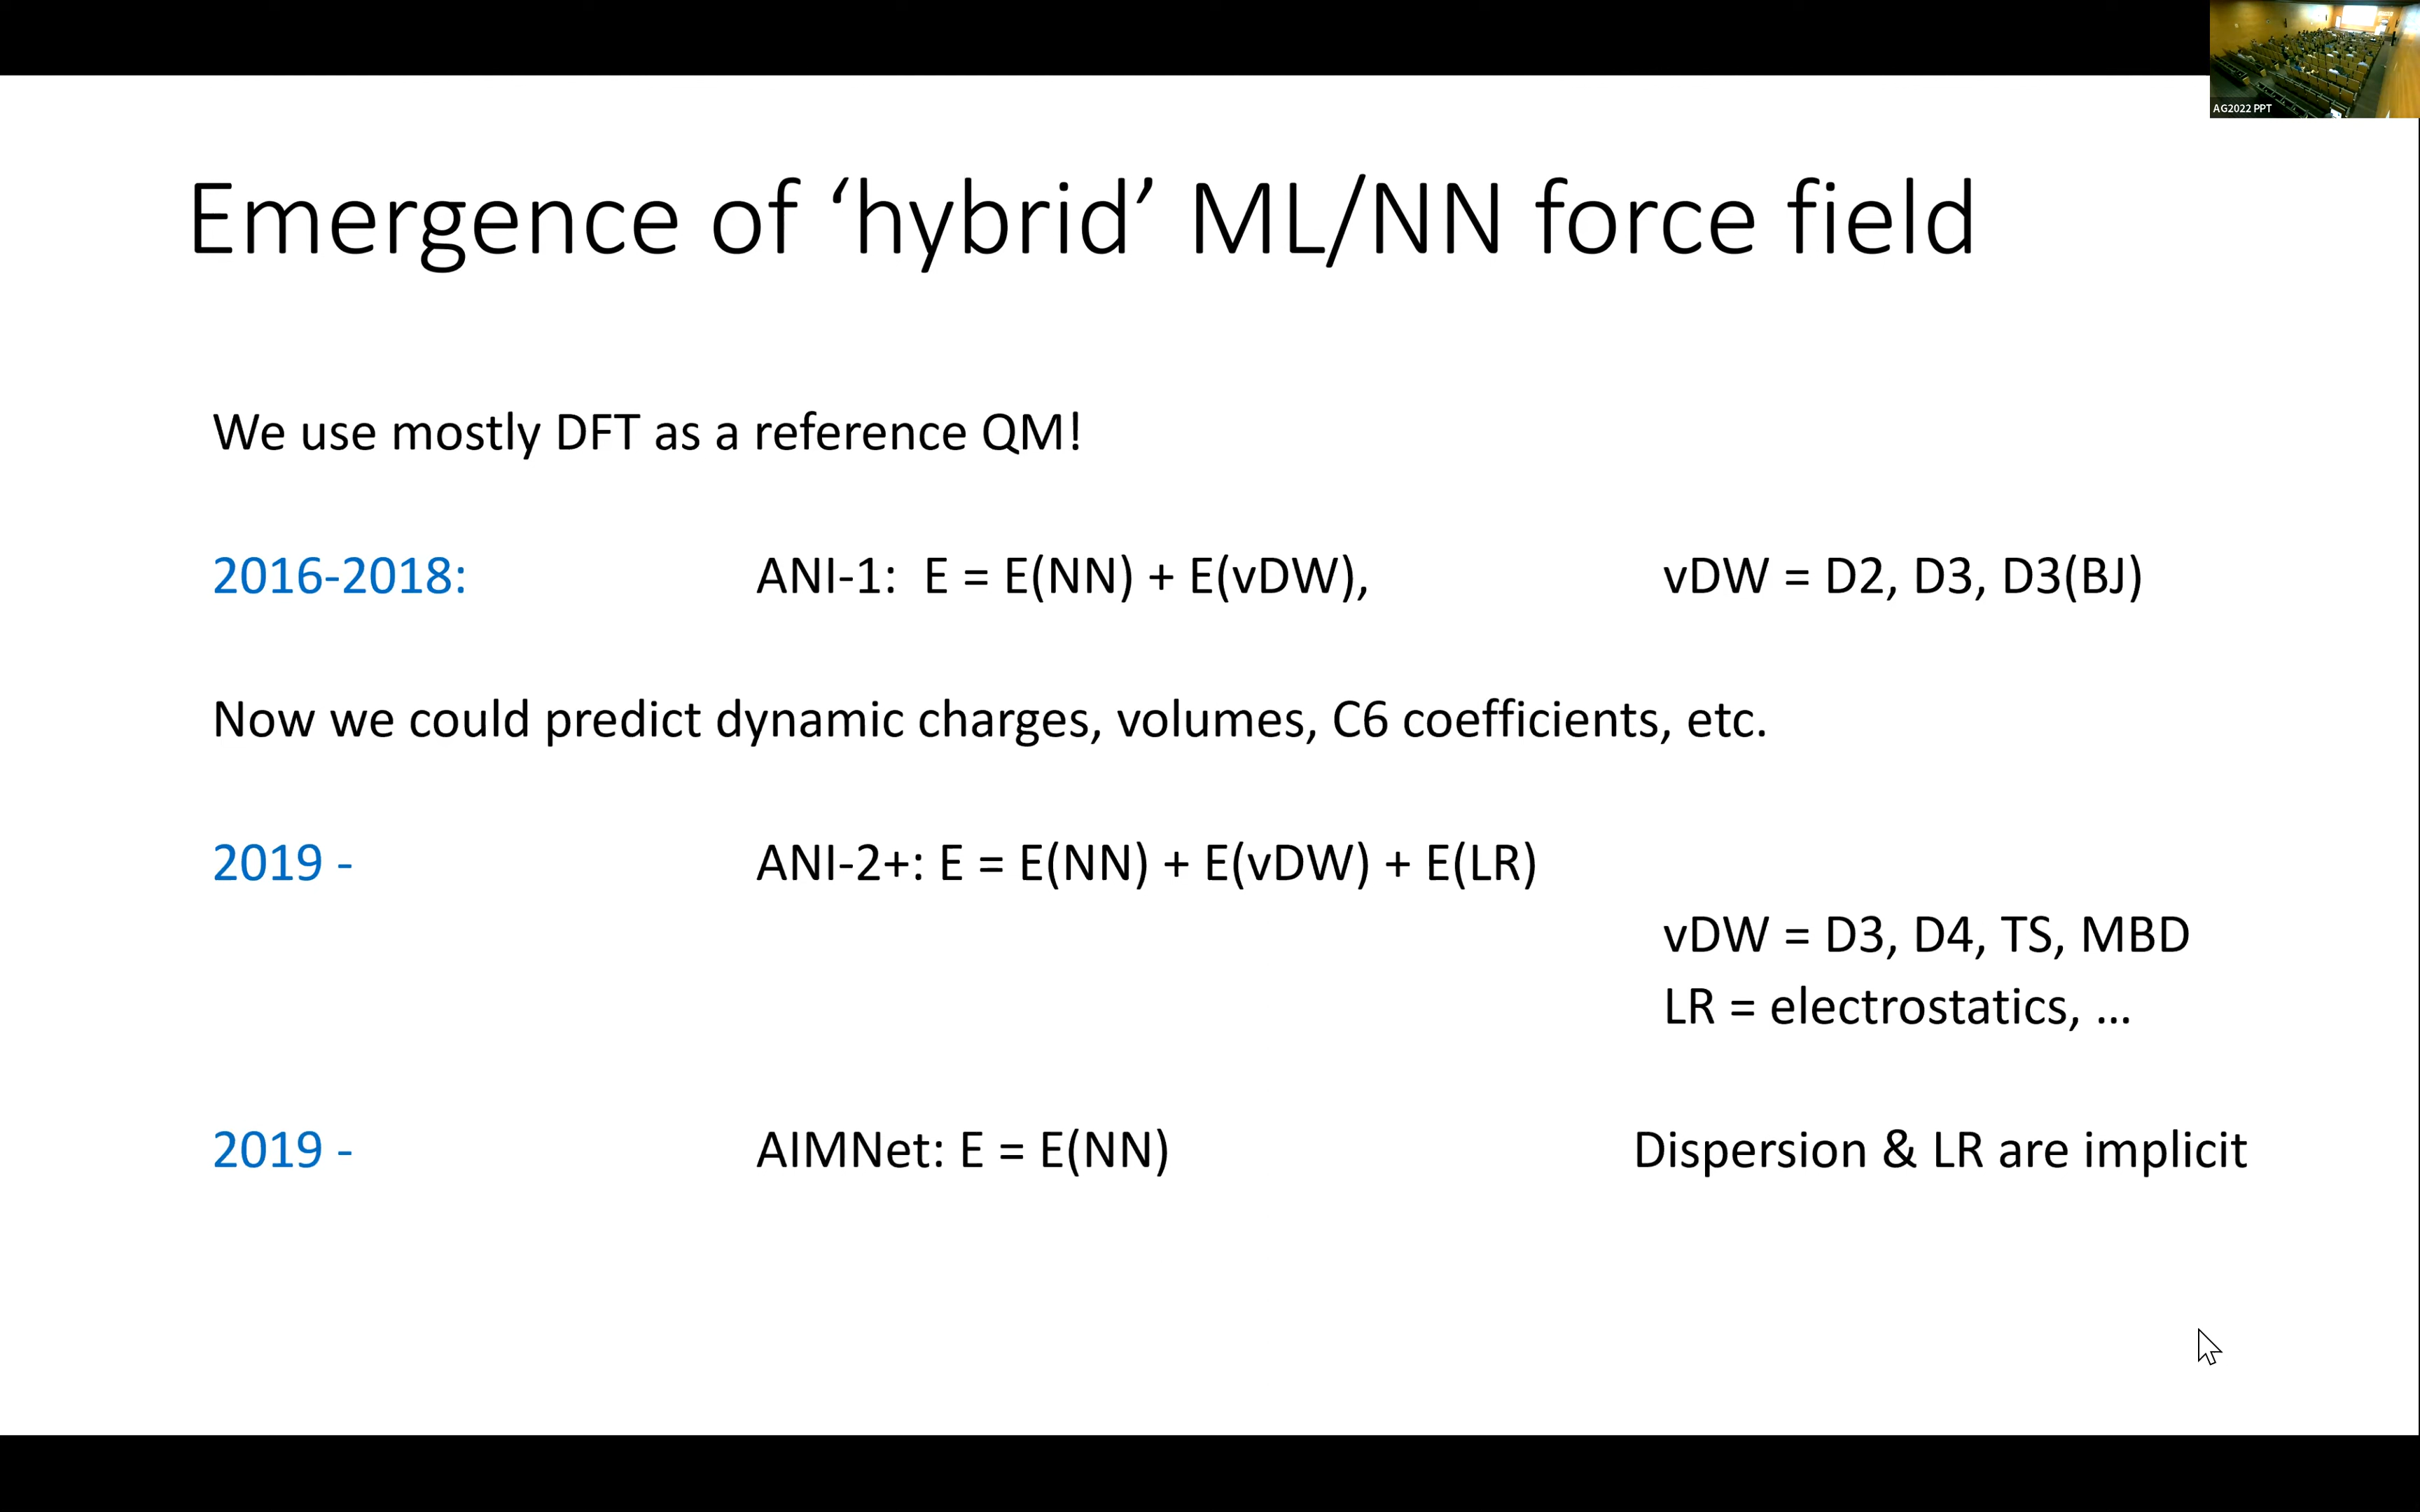 AG2022 PPT
Emergence of ‘hybrid’ ML/NN force field
We use mostly DFT as a reference QM!
2016-2018: ANI-1: E = E(NN) + E(vDW), vDW = D2, D3, D3(BJ)
Now we could predict dynamic charges, volumes, C6 coefficients, etc.
2019 - ANI-2+: E = E(NN) + E(vDW) + E(LR)
vDW = D3, D4, TS, MBD
LR = electrostatics, ...
2019 - AIMNet: E = E(NN) Dispersion & LR are implicit